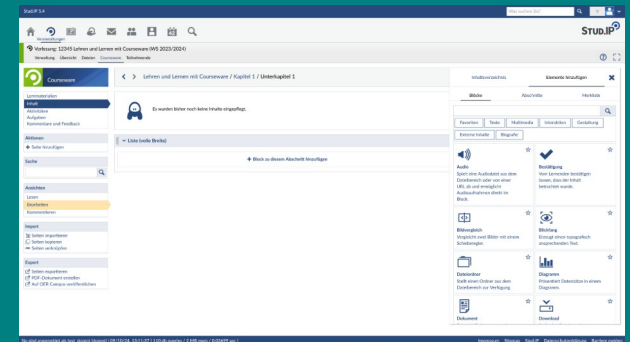 Stud.IP 5.4
Was suchen Sie?
Veranstaltungen
STUD.IP
Vorlesung: 12345 Lehren und Lernen mit Courseware (WS 2023/2024)
Verwaltung Übersicht Dateien Courseware Teilnehmende
Courseware
Lernmaterialien
Inhalt
Aktivitäten
Aufgaben
Kommentare und Feedback
Aktionen
Seite hinzufügen
Suche
Ansichten
Lesen
Bearbeiten
Kommentieren
Import
Seiten importieren
Seiten kopieren
Seiten verknüpfen
Export
Seiten exportieren
PDF-Dokument erstellen
Auf OER Campus veröffentlichen
Lehren und Lernen mit Courseware / Kapitel 1 / Unterkapitel 1
Es wurden bisher noch keine Inhalte eingepflegt.
Liste (volle Breite)
+ Block zu diesem Abschnitt hinzufügen
Inhaltsverzeichnis Elemente hinzufügen
Blöcke Abschnitte Merkliste
Favoriten Texte Multimedia Interaktion Gestaltung
Externe Inhalte Biografie
Audio
Spielt eine Audiodatei aus dem
Dateibereich oder von einer
URL ab und ermöglicht
Audioaufnahmen direkt im
Block.
Bestätigung
Vom Lernenden bestätigen
lassen, dass der Inhalt
betrachtet wurde.
Bildvergleich
Vergleicht zwei Bilder mit einem
Schieberegler.
Blickfang
Erzeugt einen typografisch
ansprechenden Text.
Dateiordner
Stellt einen Ordner aus dem
Dateibereich zur Verfügung.
Diagramm
Präsentiert Datensätze in einem
Diagramm.
Dokument
Download
Impressum Sitemap Stud.IP Datenschutzerklärung Barriere melden